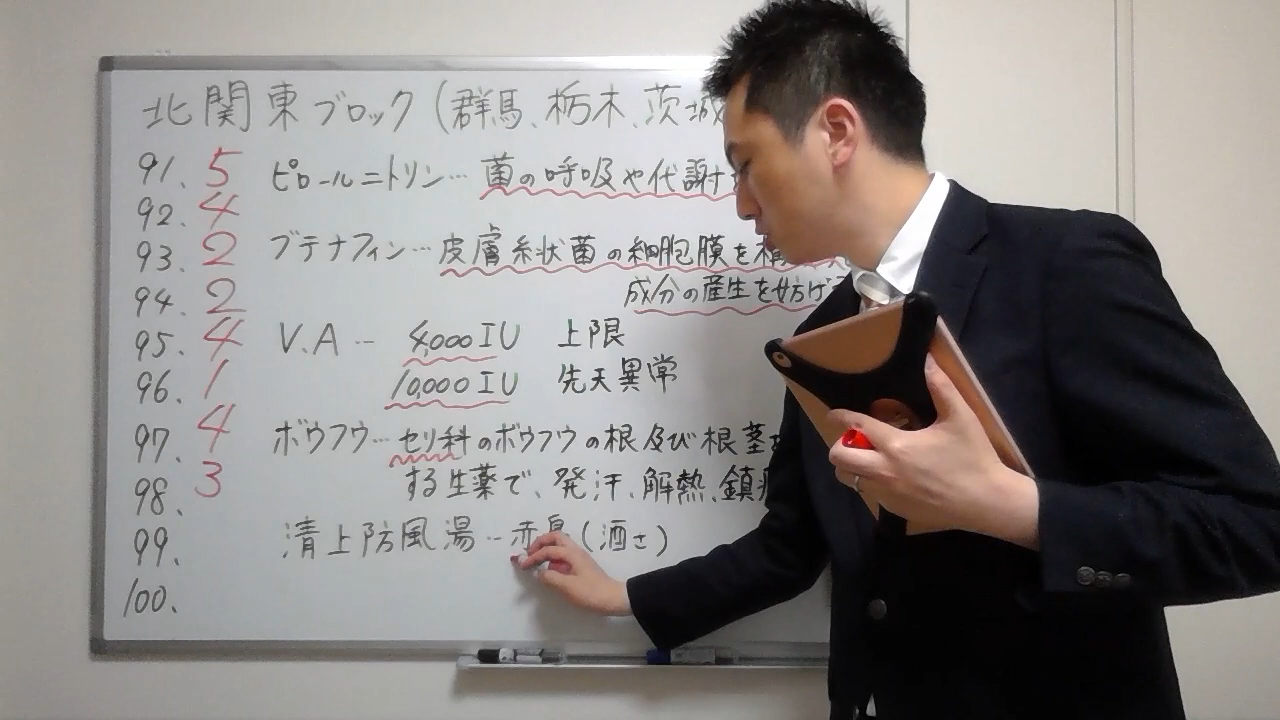 北関東ブロック(群馬、栃木、茨城
91. 5 ピロールニトリン… 菌の呼吸や代謝
92. 4
93. 2 ブテナフィン… 皮膚糸状菌の細胞膜を構
94. 2 成分の産生を妨げ
95. 4 V.A … 4,000IU 上限
96. 1 10,000IU 先天異常
97. 4 ボウフウ… セリ科のボウフウの根及び根茎
98. 3 する生薬で、発汗、解熱、鎮
99. 清上防風湯… 赤鼻(酒さ)
100.